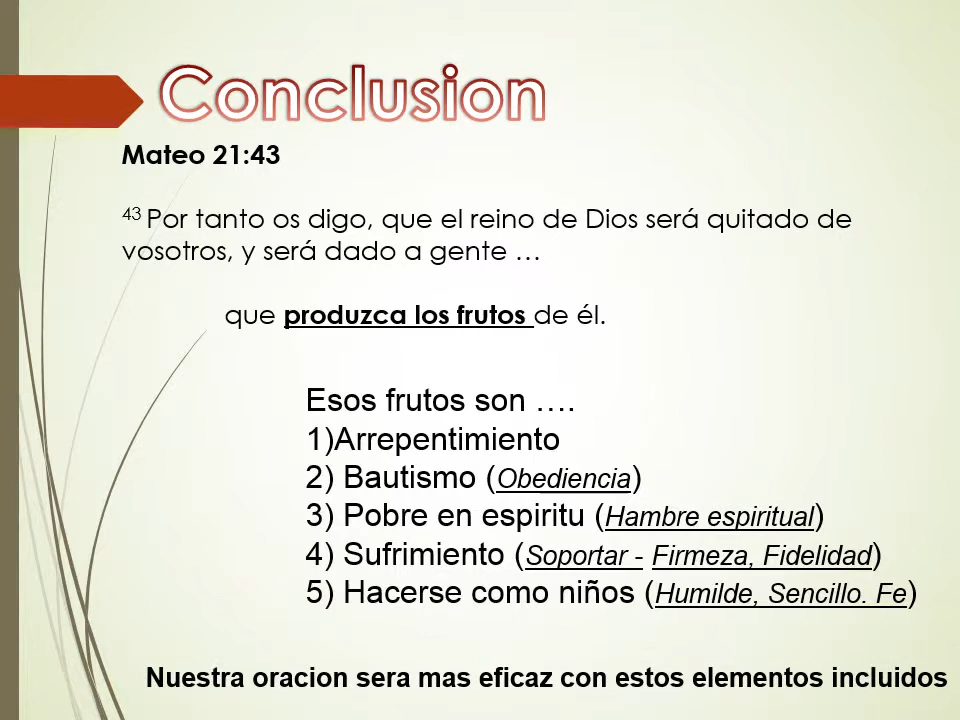 Conclusion
Mateo 21:43
43 Por tanto os digo, que el reino de Dios será quitado de
vosotros, y será dado a gente …
que produzca los frutos de él.
Esos frutos son ….
1)Arrepentimiento
2) Bautismo (Obediencia)
3) Pobre en espiritu (Hambre espiritual)
4) Sufrimiento (Soportar - Firmeza, Fidelidad)
5) Hacerse como niños (Humilde, Sencillo. Fe)
Nuestra oracion sera mas eficaz con estos elementos incluidos